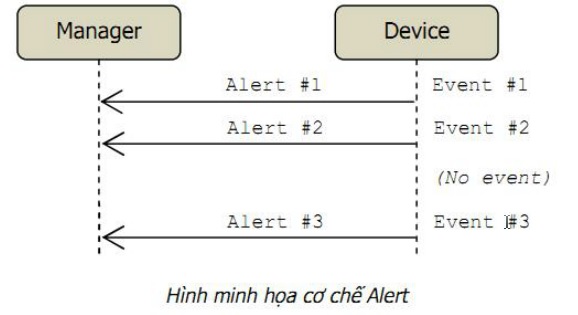 Manager Device
Alert #1 Event #1
Alert #2 Event #2
(No event)
Alert #3 Event #3
Hình minh họa cơ chế Alert